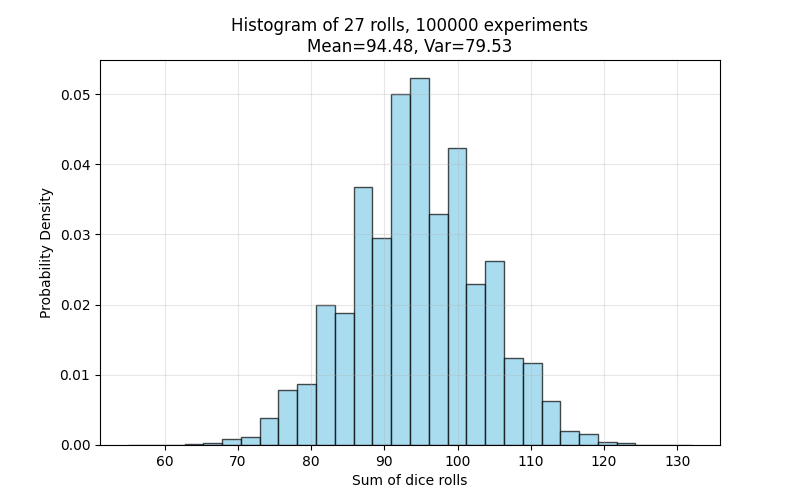 Histogram of 27 rolls, 100000 experiments
Mean=94.48, Var=79.53
Probability Density
0.05
0.04
0.03
0.02
0.01
0.00
60 70 80 90 100 110 120 130
Sum of dice rolls